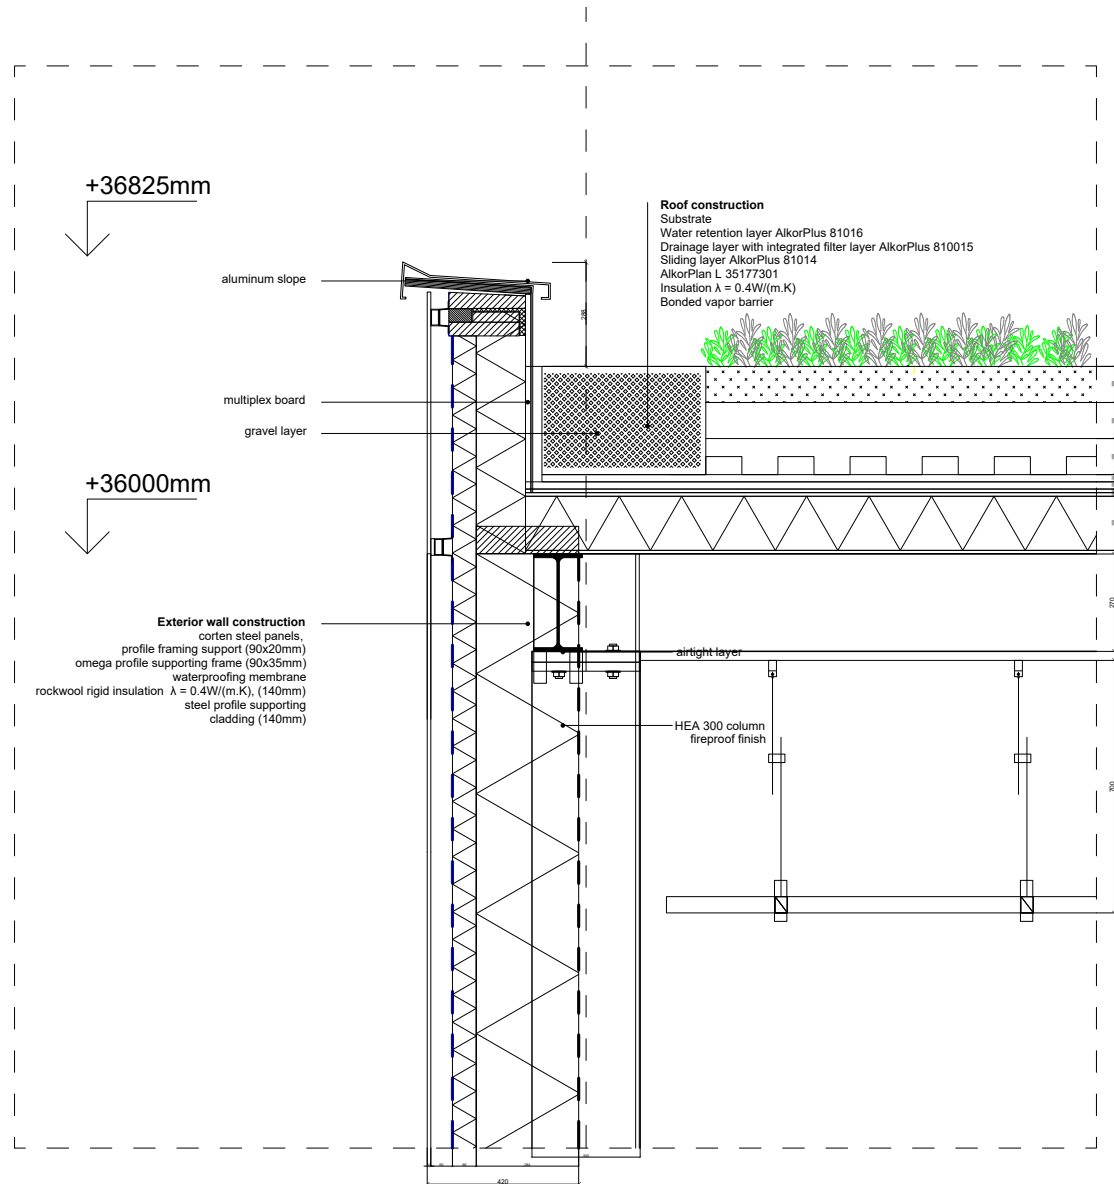 +36825mm
Roof construction
Substrate
Water retention layer AlkorPlus 81016
Drainage layer with integrated filter layer AlkorPlus 810015
Sliding layer AlkorPlus 81014
AlkorPlan L 35177301
Insulation λ = 0.4W/(m.K)
Bonded vapor barrier
aluminum slope
288
multiplex board
gravel layer
+36000mm
270
Exterior wall construction
corten steel panels,
profile framing support (90x20mm)
omega profile supporting frame (90x35mm)
waterproofing membrane
rockwool rigid insulation λ = 0.4W/(m.K), (140mm)
steel profile supporting
cladding (140mm)
airtight layer
HEA 300 column
fireproof finish
700
420